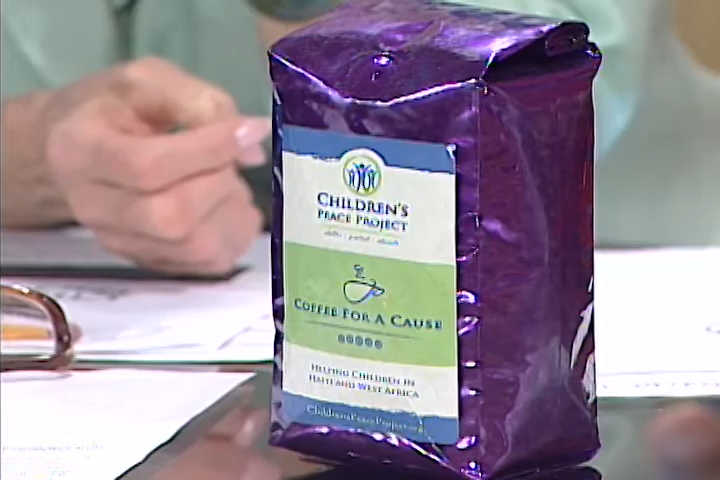 CHILDREN'S
PEACE PROJECT
COFFEE FOR A CAUSE
HELPING CHILDREN IN
HAITI AND WEST AFRICA
ChildrensPeaceProject.org